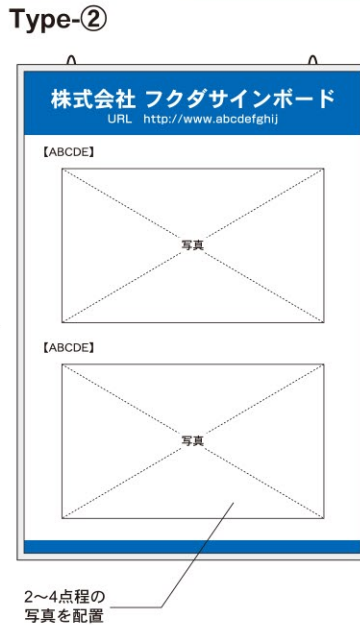 Type-②
株式会社 フクダサインボード
URL http://www.abcdefghij
【ABCDE】
写真
【ABCDE】
写真
2〜4点程の
写真を配置